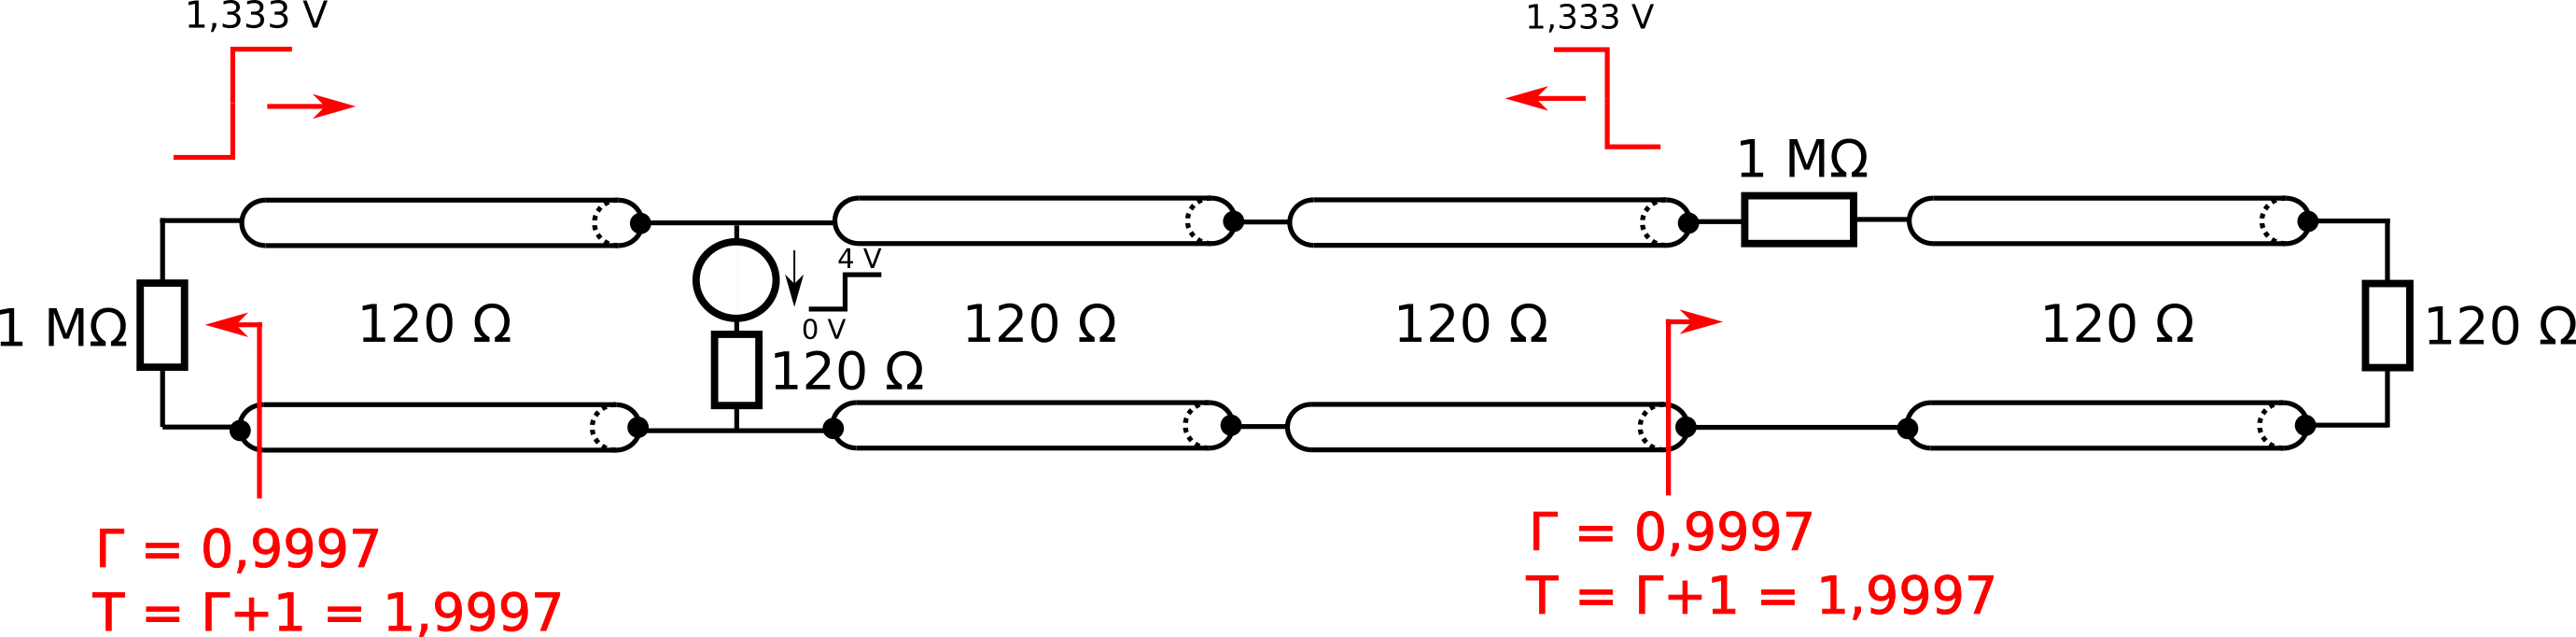 1,333 V
1,333 V
1 MΩ
4 V
0 V
1 MΩ
120 Ω
120 Ω
120 Ω
120 Ω
120 Ω
120 Ω
Γ = 0,9997
T = Γ+1 = 1,9997
Γ = 0,9997
T = Γ+1 = 1,9997